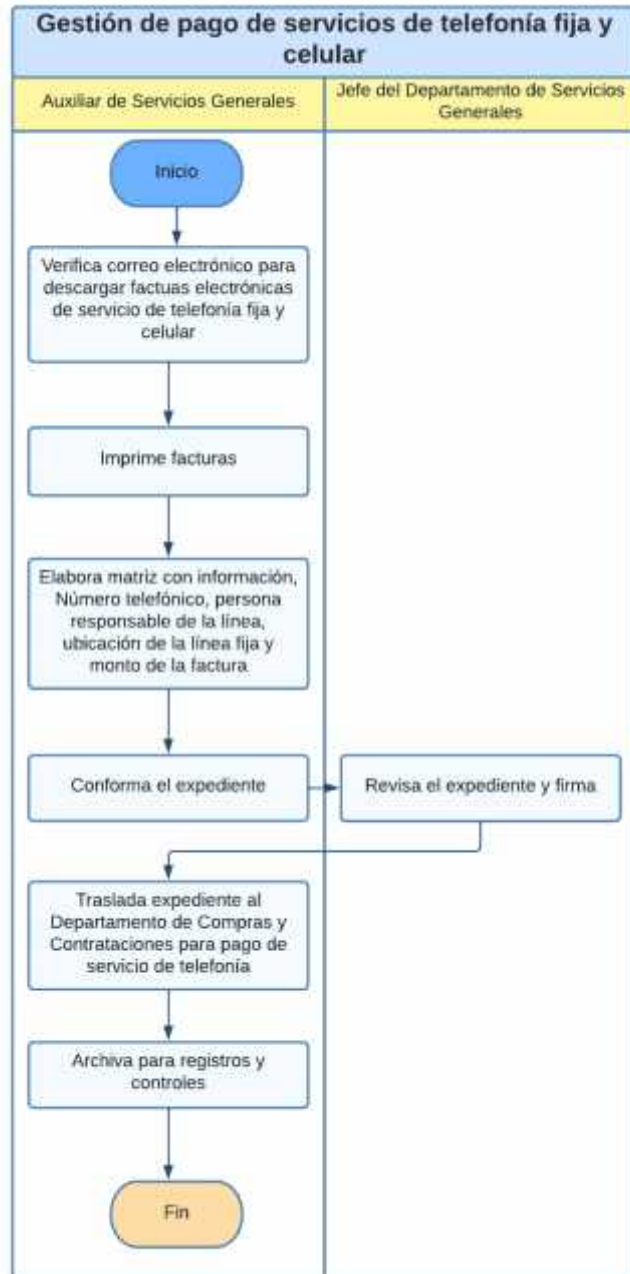 Gestión de pago de servicios de telefonía fija y
celular
Auxiliar de Servicios Generales
Jefe del Departamento de Servicios
Generales
Inicio
Verifica correo electrónico para
descargar factuas electrónicas
de servicio de telefonía fija y
celular
Imprime facturas
Elabora matriz con información,
Número telefónico, persona
responsable de la línea,
ubicación de la línea fija y
monto de la factura
Conforma el expediente
Revisa el expediente y firma
Traslada expediente al
Departamento de Compras y
Contrataciones para pago de
servicio de telefonía
Archiva para registros y
controles
Fin